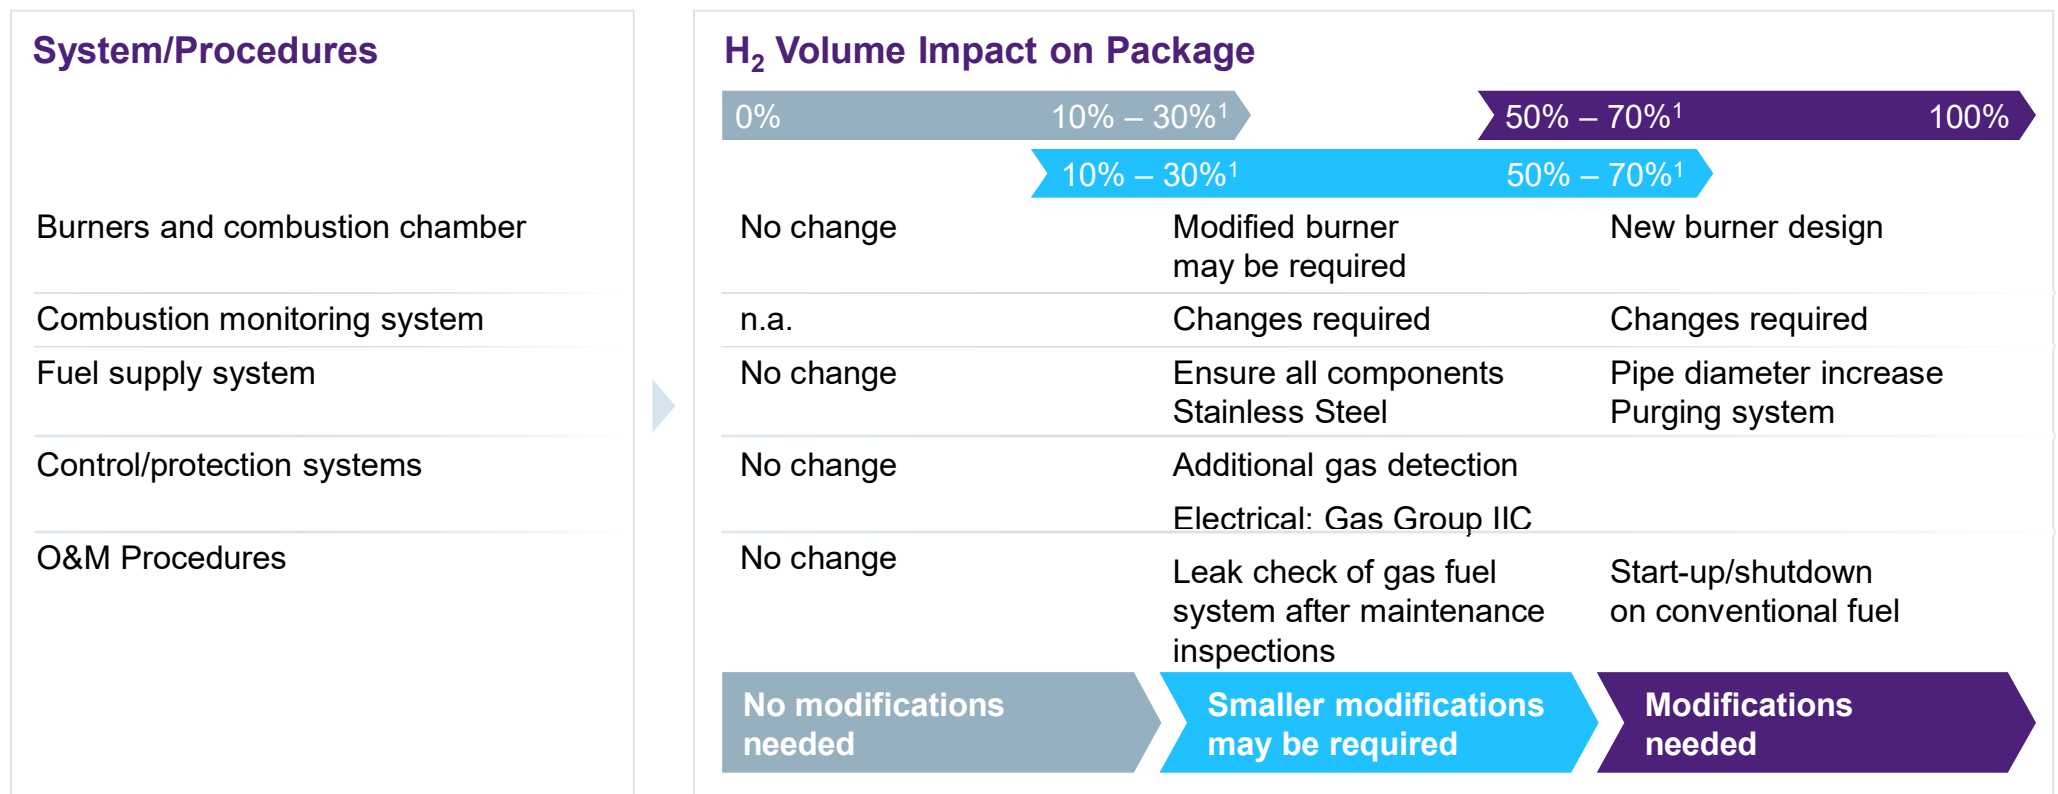 System/Procedures
H₂ Volume Impact on Package
0% 10% – 30%¹ 50% – 70%¹ 100%
10% – 30%¹ 50% – 70%¹
Burners and combustion chamber
No change
Modified burner
may be required
New burner design
Combustion monitoring system
n.a.
Changes required
Changes required
Fuel supply system
No change
Ensure all components
Stainless Steel
Pipe diameter increase
Purging system
Control/protection systems
No change
Additional gas detection
Electrical: Gas Group IIC
O&M Procedures
No change
Leak check of gas fuel
system after maintenance
inspections
Start-up/shutdown
on conventional fuel
No modifications
needed
Smaller modifications
may be required
Modifications
needed